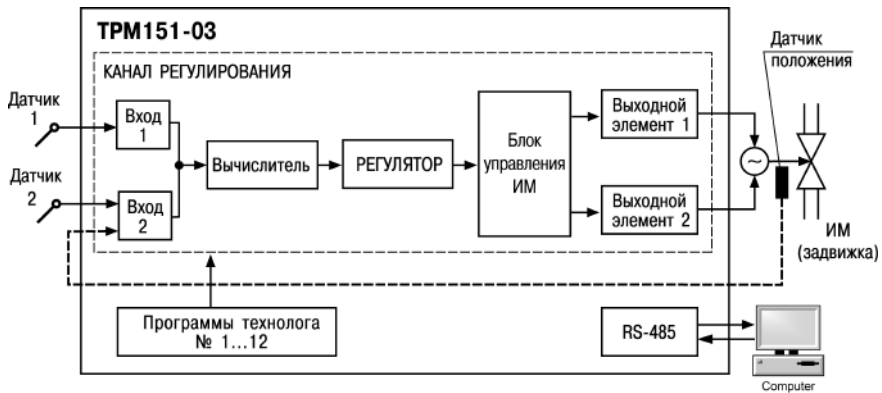 ТРМ151-03
КАНАЛ РЕГУЛИРОВАНИЯ
Датчик
1
Вход
1
Датчик
2
Вход
2
Вычислитель
РЕГУЛЯТОР
Блок
управления
ИМ
Выходной
элемент 1
Выходной
элемент 2
Датчик
положения
~
ИМ
(задвижка)
Программы технолога
№ 1...12
RS-485
Computer